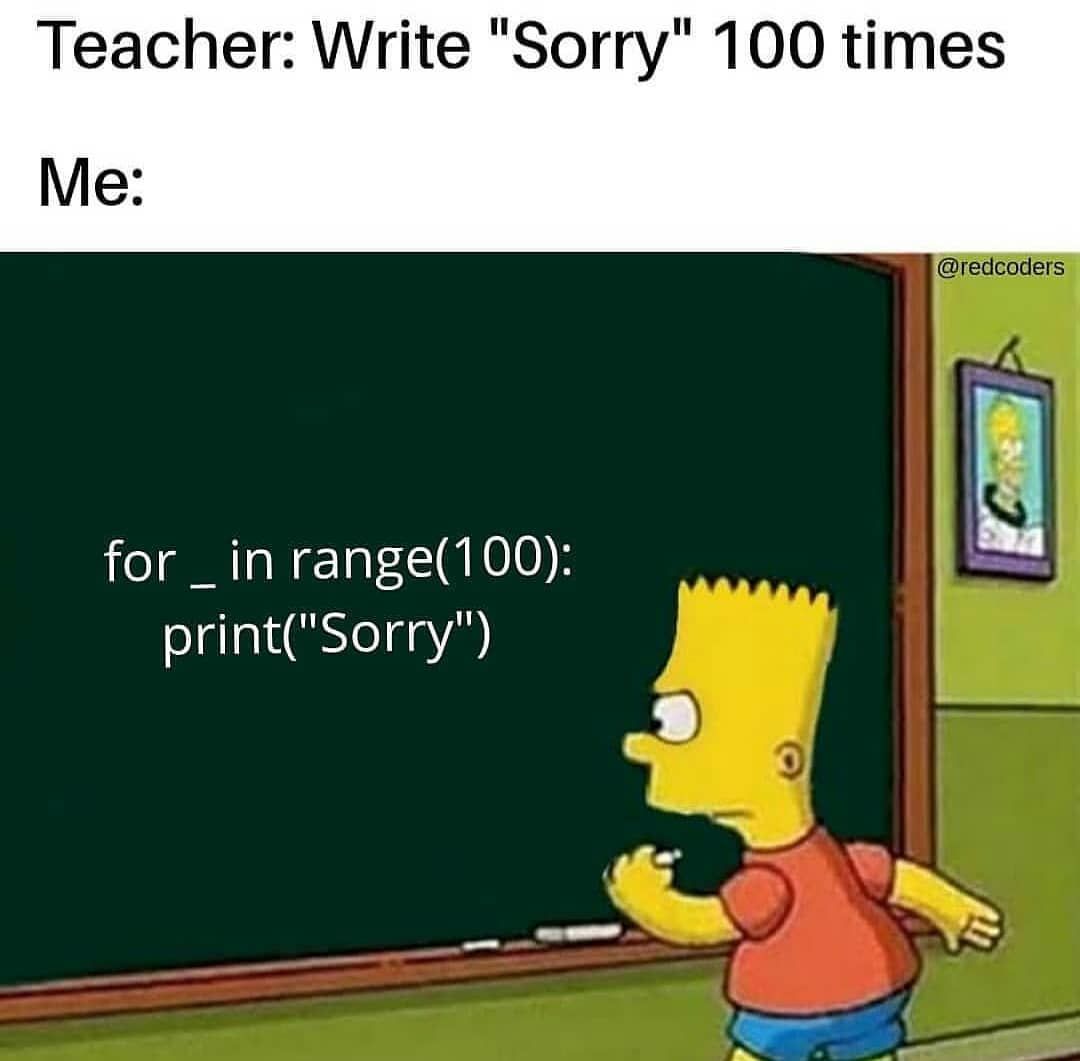 Teacher: Write "Sorry" 100 times
Me:
@redcoders
for _ in range(100):
print("Sorry")